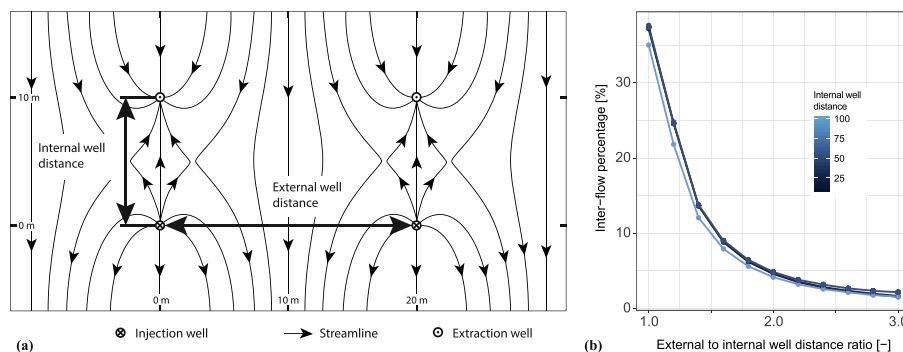 10 m
Internal well
distance
External well
distance
0 m
0 m
10 m
20 m
Injection well
Streamline
Extraction well
(a)
Inter−flow percentage [%]
30
20
10
0
Internal well
distance
100
75
50
25
1.0
2.0
3.0
External to internal well distance ratio [−]
(b)